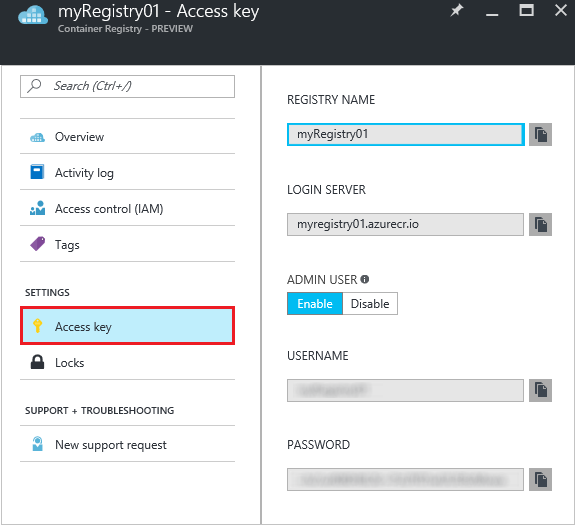 myRegistry01 - Access key
Container Registry - PREVIEW
Search (Ctrl+/)
Overview
Activity log
Access control (IAM)
Tags
SETTINGS
Access key
Locks
SUPPORT + TROUBLESHOOTING
New support request
REGISTRY NAME
myRegistry01
LOGIN SERVER
myregistry01.azurecr.io
ADMIN USER
Enable Disable
USERNAME
PASSWORD